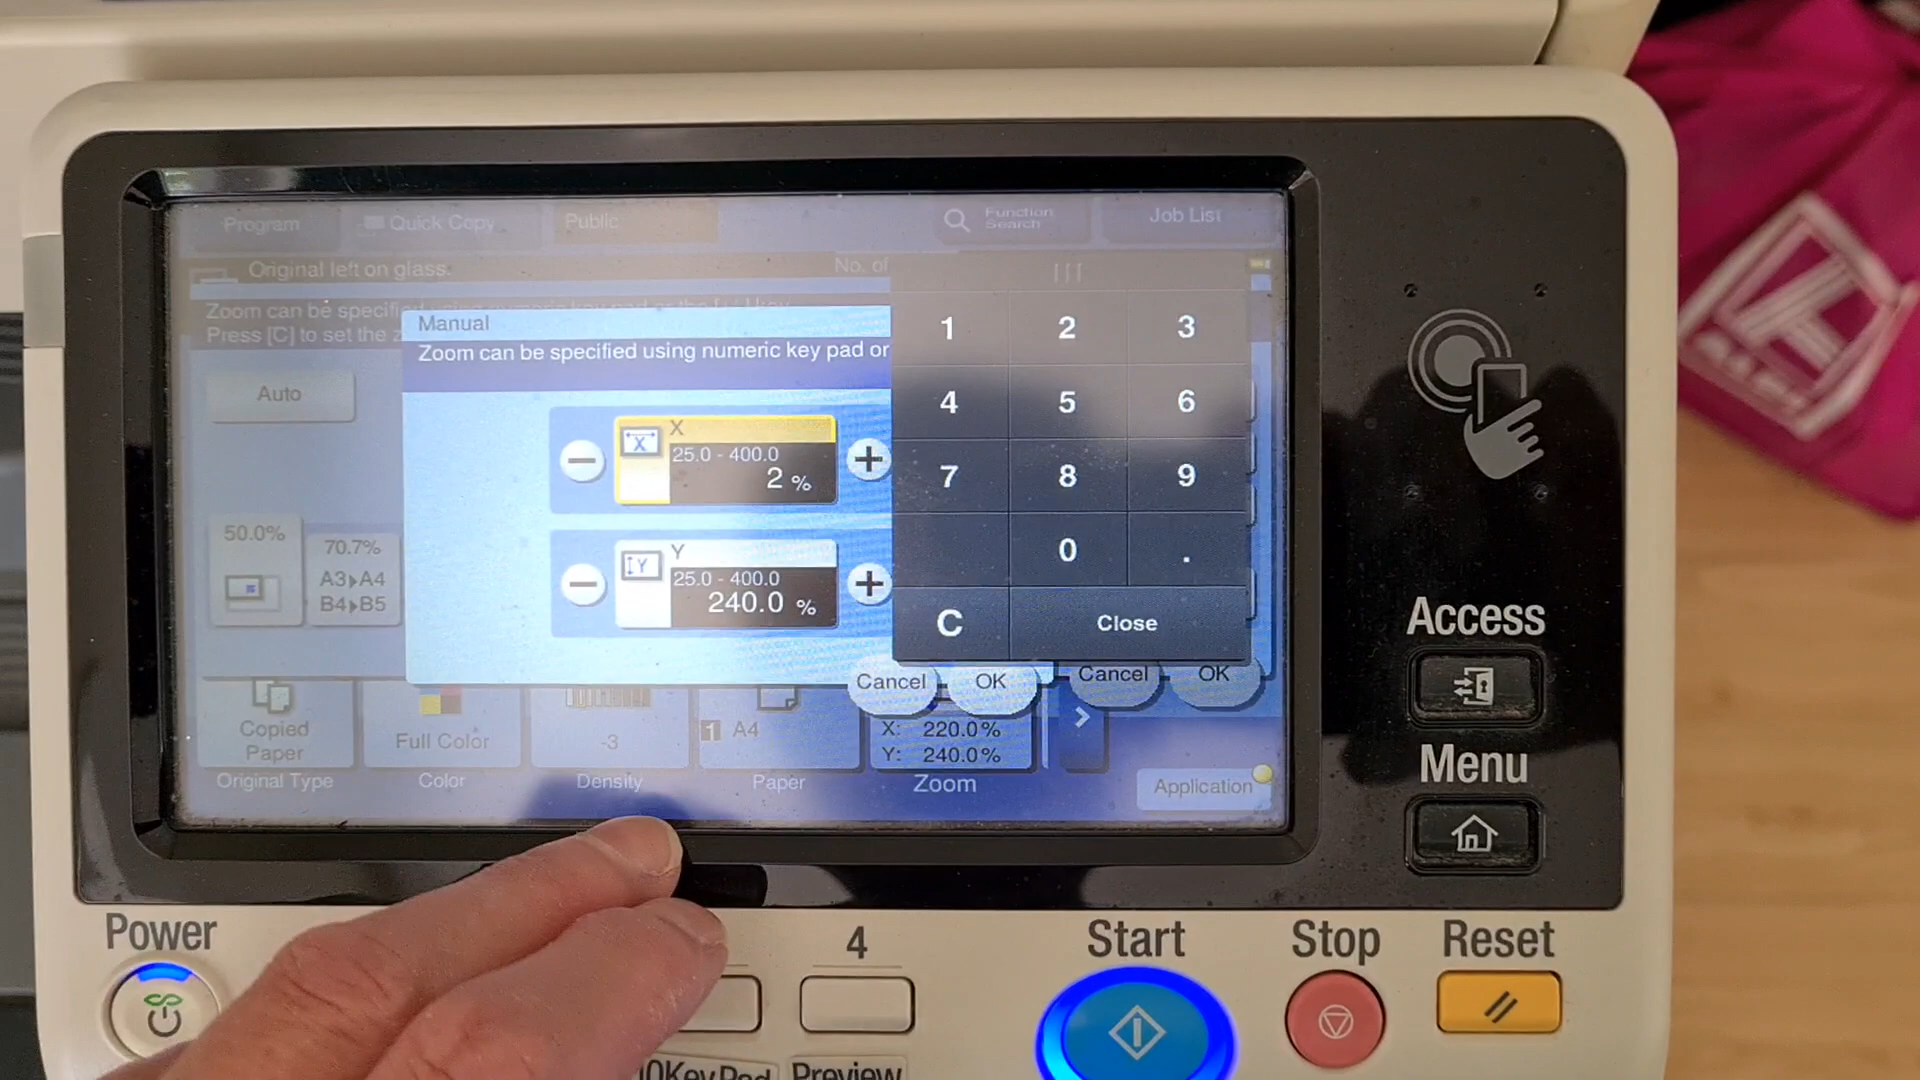 Program
Quick Copy
Public
Function
Search
Job List
Original left on glass.
No. of
Zoom can be specified using numeric key pad or the
Press [C] to set the
Manual
Zoom can be specified using numeric key pad or
Auto
X
25.0 - 400.0
2 %
Y
25.0 - 400.0
240.0 %
1 2 3
4 5 6
7 8 9
0 .
C Close
50.0%
70.7%
A3▸A4
B4▸B5
Cancel OK
Cancel OK
Copied
Paper
Original Type
Full Color
Color
-3
Density
1 A4
Paper
X: 220.0%
Y: 240.0%
Zoom
Application
Access
Menu
Power
4
Start
Stop
Reset
10KeyPad
Preview